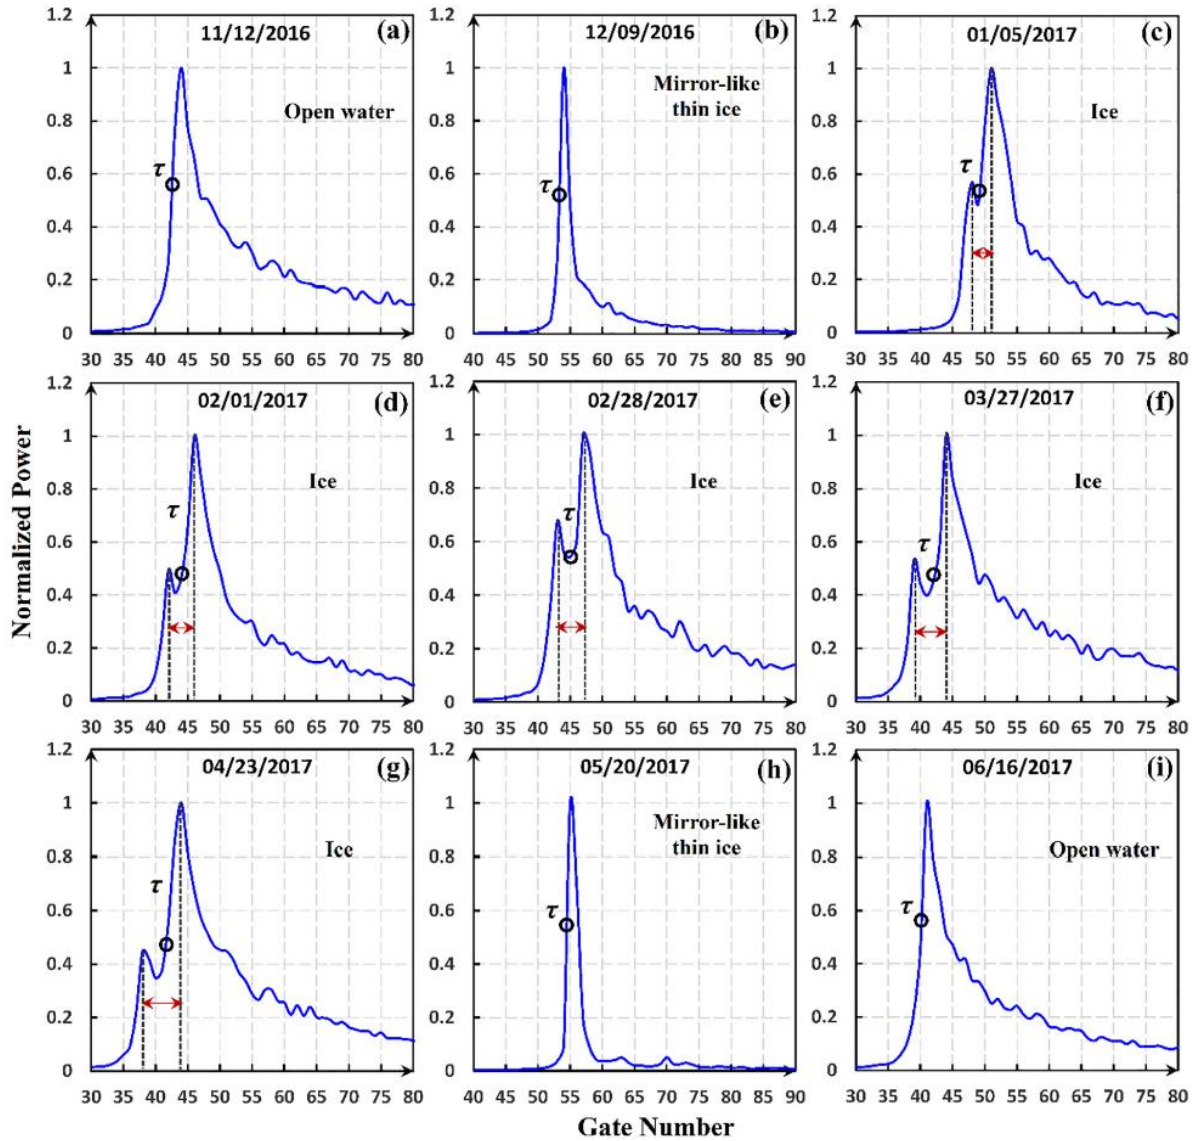 1.2
1
0.8
0.6
0.4
0.2
0
30 35 40 45 50 55 60 65 70 75 80
11/12/2016
(a)
Open water
τ
1.2
1
0.8
0.6
0.4
0.2
0
40 45 50 55 60 65 70 75 80 85 90
12/09/2016
(b)
Mirror-like
thin ice
τ
1.2
1
0.8
0.6
0.4
0.2
0
30 35 40 45 50 55 60 65 70 75 80
01/05/2017
(c)
Ice
τ
1.2
1
0.8
0.6
0.4
0.2
0
30 35 40 45 50 55 60 65 70 75 80
02/01/2017
(d)
Ice
τ
1.2
1
0.8
0.6
0.4
0.2
0
40 45 50 55 60 65 70 75 80 85 90
02/28/2017
(e)
Ice
τ
1.2
1
0.8
0.6
0.4
0.2
0
30 35 40 45 50 55 60 65 70 75 80
03/27/2017
(f)
Ice
τ
1.2
1
0.8
0.6
0.4
0.2
0
30 35 40 45 50 55 60 65 70 75 80
04/23/2017
(g)
Ice
τ
1.2
1
0.8
0.6
0.4
0.2
0
40 45 50 55 60 65 70 75 80 85 90
05/20/2017
(h)
Mirror-like
thin ice
τ
1.2
1
0.8
0.6
0.4
0.2
0
30 35 40 45 50 55 60 65 70 75 80
06/16/2017
(i)
Open water
τ
Normalized Power
Gate Number